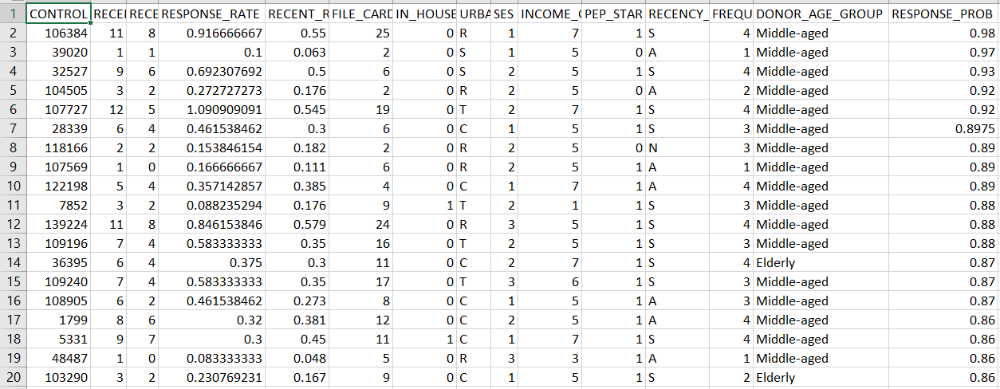 1 CONTROL RECEI RECE RESPONSE_RATE RECENT_R FILE_CARD IN_HOUSE URBA SES INCOME_ PEP_STAR RECENCY_ FREQU DONOR_AGE_GROUP RESPONSE_PROB
2 106384 11 8 0.916666667 0.55 25 0 R 1 7 1 S 4 Middle-aged 0.98
3 39020 1 1 0.1 0.063 2 0 S 1 5 0 A 1 Middle-aged 0.97
4 32527 9 6 0.692307692 0.5 6 0 S 2 5 1 S 4 Middle-aged 0.93
5 104505 3 2 0.272727273 0.176 2 0 R 2 5 0 A 2 Middle-aged 0.92
6 107727 12 5 1.090909091 0.545 19 0 T 2 7 1 S 4 Middle-aged 0.92
7 28339 6 4 0.461538462 0.3 6 0 C 1 5 1 S 3 Middle-aged 0.8975
8 118166 2 2 0.153846154 0.182 2 0 R 2 5 0 N 3 Middle-aged 0.89
9 107569 1 0 0.166666667 0.111 6 0 R 2 5 1 A 1 Middle-aged 0.89
10 122198 5 4 0.357142857 0.385 4 0 C 1 7 1 A 4 Middle-aged 0.89
11 7852 3 2 0.088235294 0.176 9 1 T 2 1 1 S 3 Middle-aged 0.88
12 139224 11 8 0.846153846 0.579 24 0 R 3 5 1 S 4 Middle-aged 0.88
13 109196 7 4 0.583333333 0.35 16 0 T 2 5 1 S 3 Middle-aged 0.88
14 36395 6 4 0.375 0.3 11 0 C 2 7 1 S 4 Elderly 0.87
15 109240 7 4 0.583333333 0.35 17 0 T 3 6 1 S 3 Middle-aged 0.87
16 108905 6 2 0.461538462 0.273 8 0 C 1 5 1 A 3 Middle-aged 0.87
17 1799 8 6 0.32 0.381 12 0 C 2 5 1 A 4 Middle-aged 0.86
18 5331 9 7 0.3 0.45 11 1 C 1 7 1 S 4 Middle-aged 0.86
19 48487 1 0 0.083333333 0.048 5 0 R 3 3 1 A 1 Middle-aged 0.86
20 103290 3 2 0.230769231 0.167 9 0 C 1 5 1 S 2 Elderly 0.86